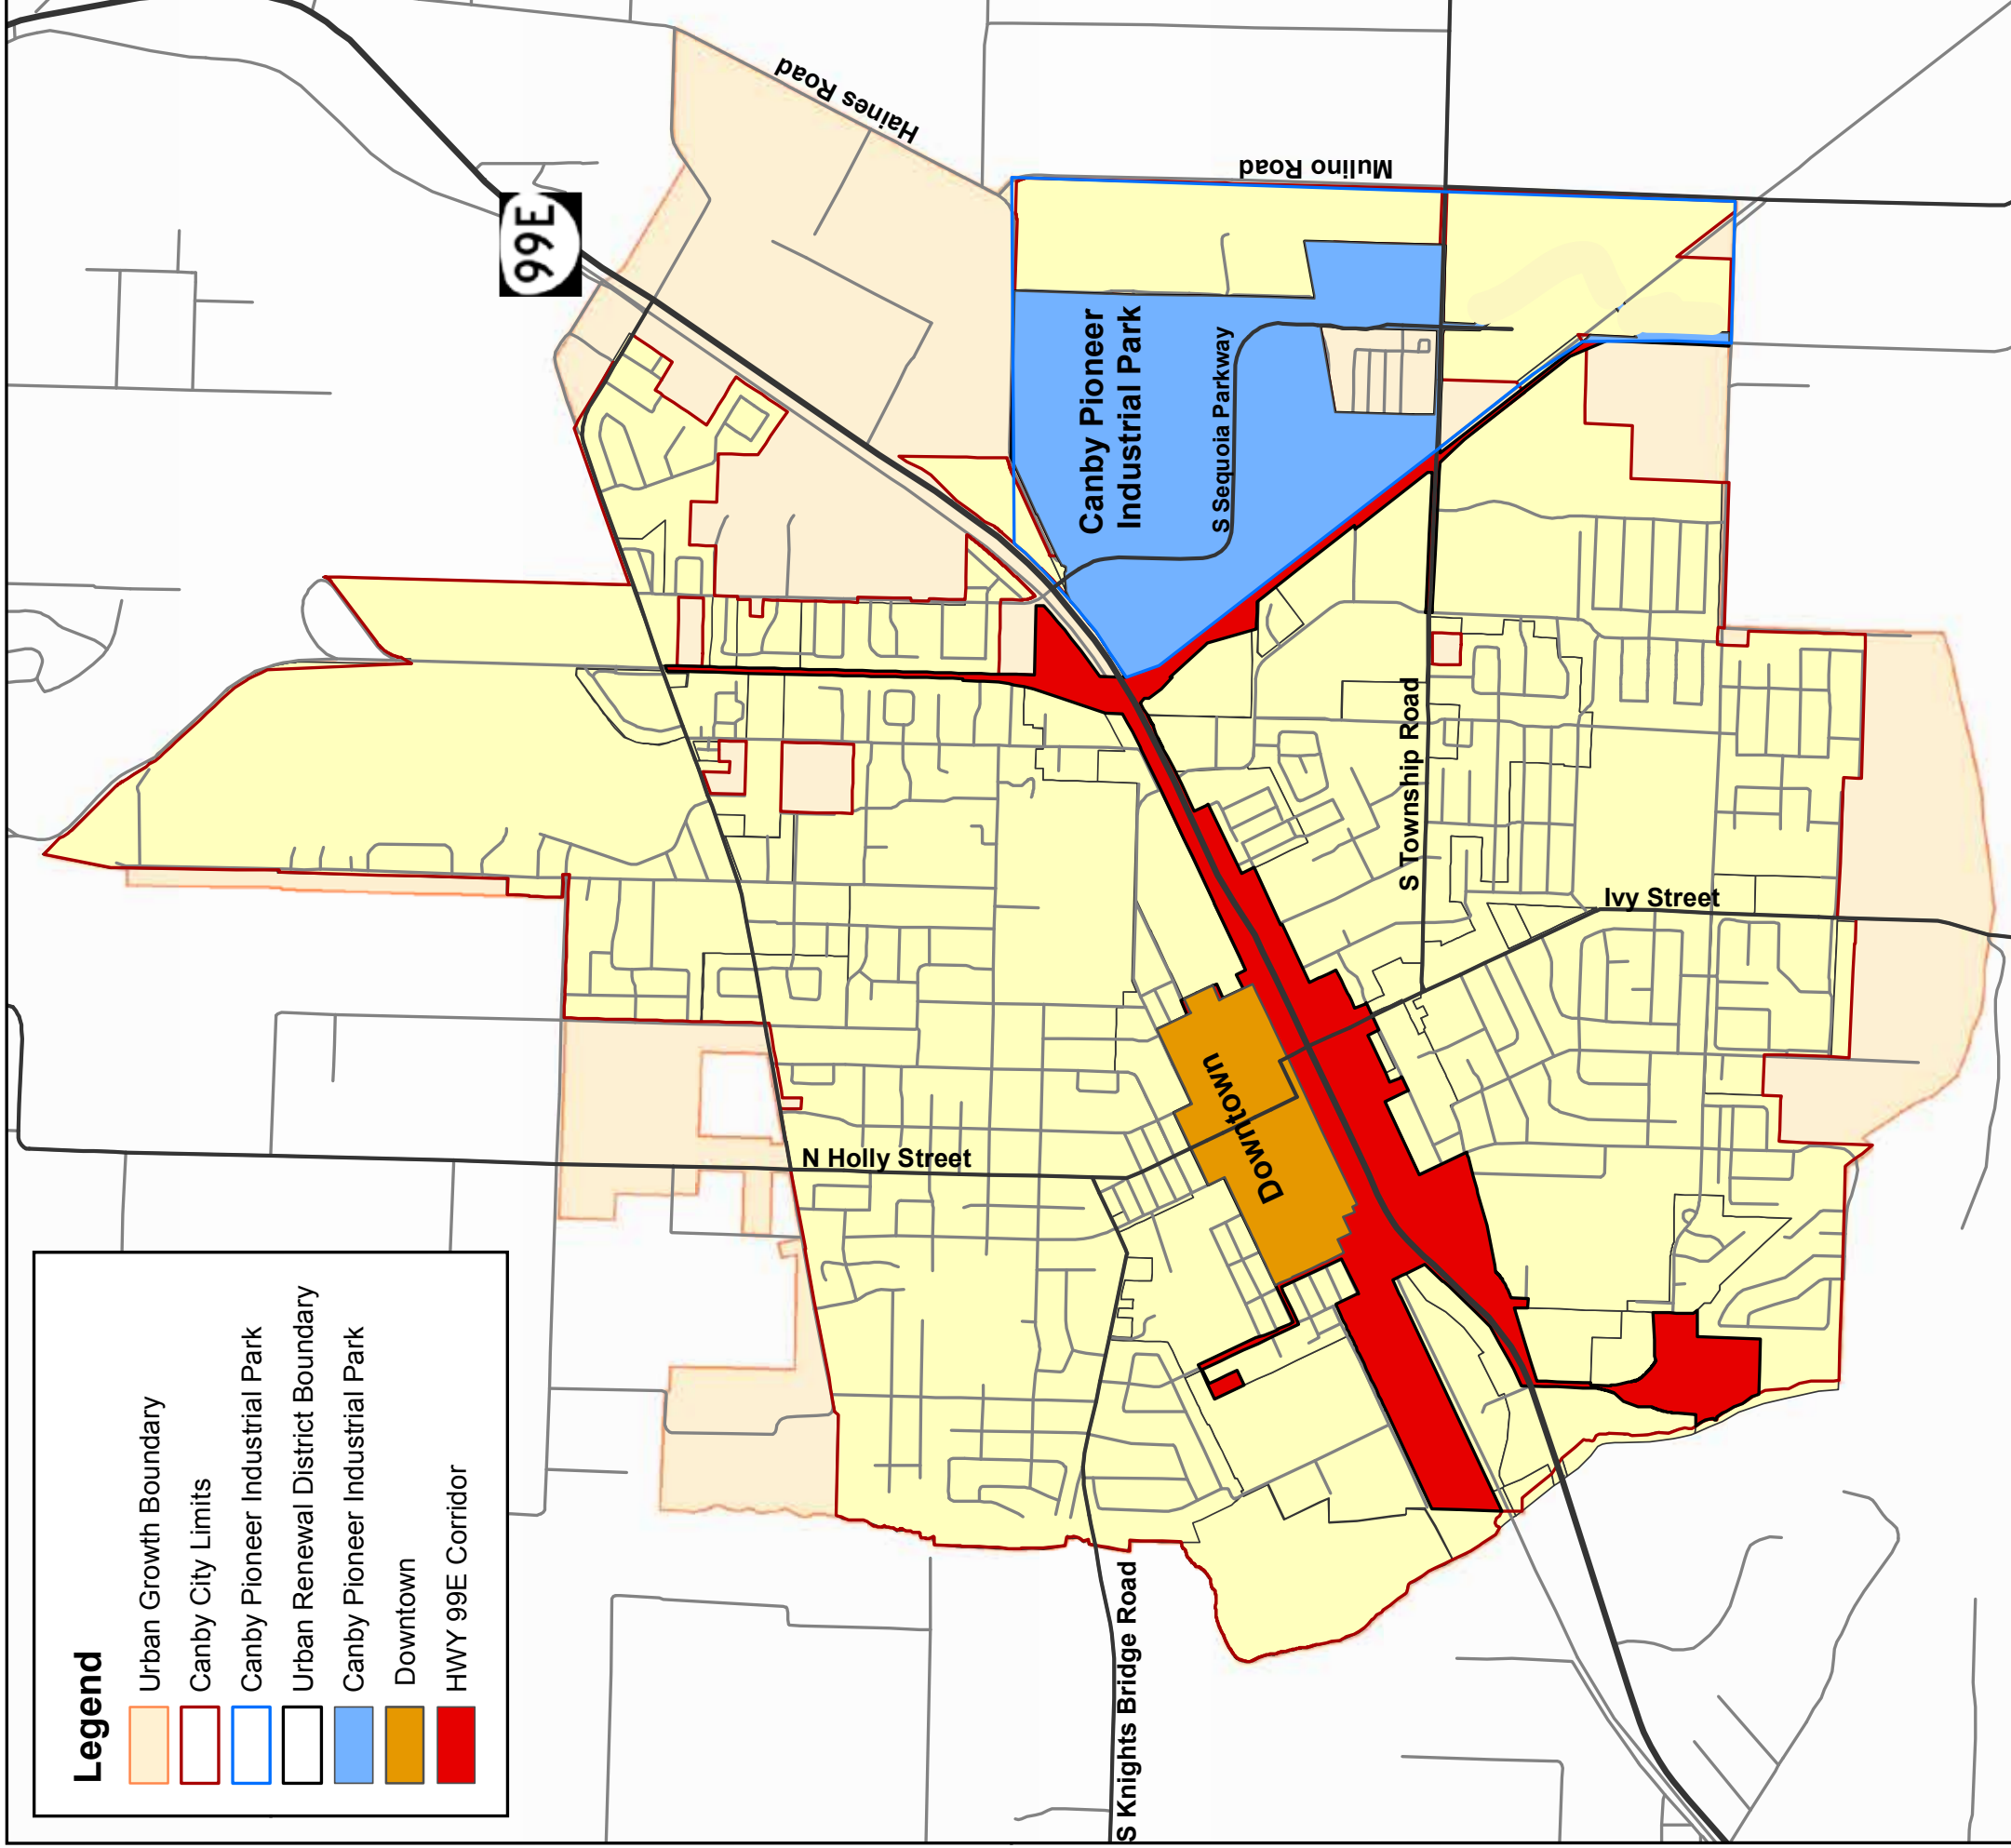 Legend
Urban Growth Boundary
Canby City Limits
Canby Pioneer Industrial Park
Urban Renewal District Boundary
Canby Pioneer Industrial Park
Downtown
HWY 99E Corridor
99E
Haines Road
Mulino Road
Canby Pioneer
Industrial Park
S Sequoia Parkway
S Township Road
Ivy Street
Downtown
N Holly Street
S Knights Bridge Road